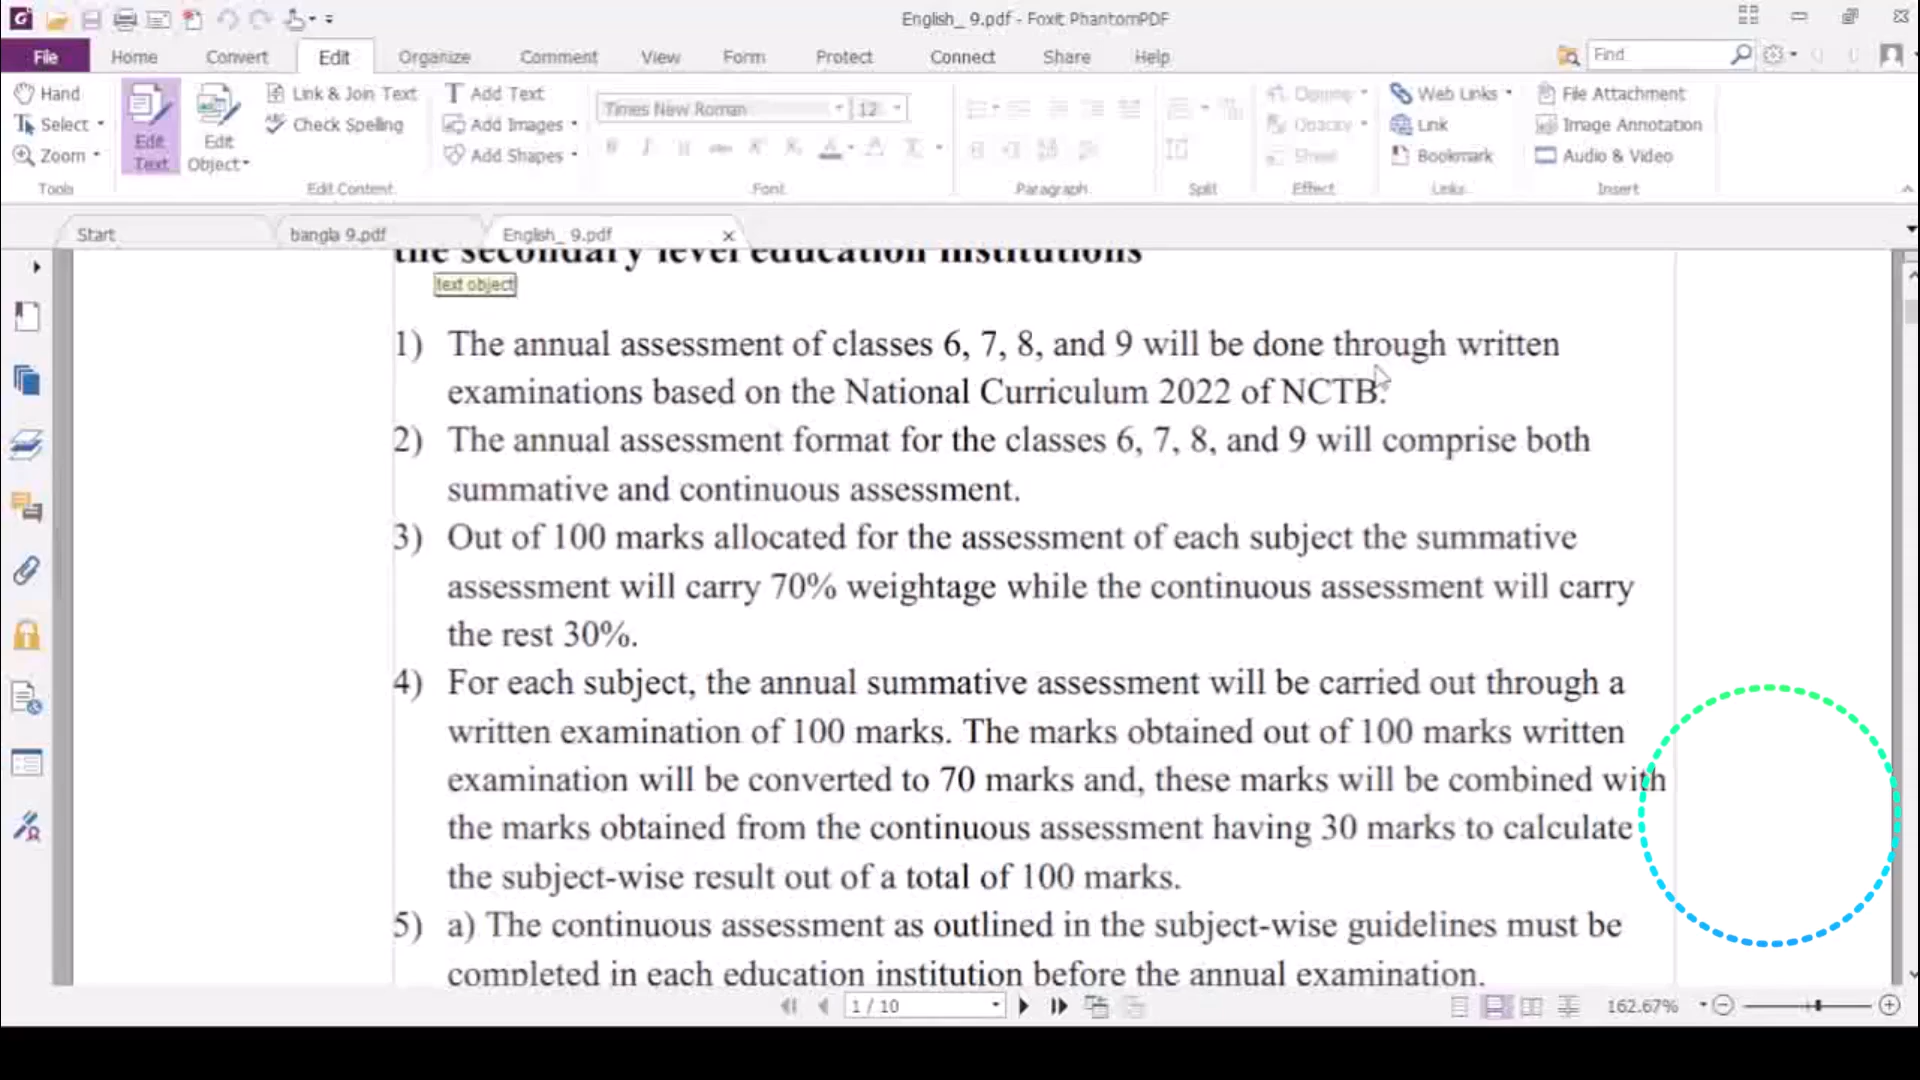 English_ 9.pdf - Foxit PhantomPDF
File Home Convert Edit Organize Comment View Form Protect Connect Share Help Find
Hand
Select
Zoom
Tools
Edit Text
Edit Object
Link & Join Text
Check Spelling
Add Text
Add Images
Add Shapes
Edit Content
Times New Roman 12
Font
Paragraph
Split
Opacity
Effect
Web Links
Link
Bookmark
Links
File Attachment
Image Annotation
Audio & Video
Insert
Start bangla 9.pdf English_ 9.pdf
the secondary level education institutions
text object
1) The annual assessment of classes 6, 7, 8, and 9 will be done through written
examinations based on the National Curriculum 2022 of NCTB.
2) The annual assessment format for the classes 6, 7, 8, and 9 will comprise both
summative and continuous assessment.
3) Out of 100 marks allocated for the assessment of each subject the summative
assessment will carry 70% weightage while the continuous assessment will carry
the rest 30%.
4) For each subject, the annual summative assessment will be carried out through a
written examination of 100 marks. The marks obtained out of 100 marks written
examination will be converted to 70 marks and, these marks will be combined with
the marks obtained from the continuous assessment having 30 marks to calculate
the subject-wise result out of a total of 100 marks.
5) a) The continuous assessment as outlined in the subject-wise guidelines must be
completed in each education institution before the annual examination.
1 / 10
162.67%